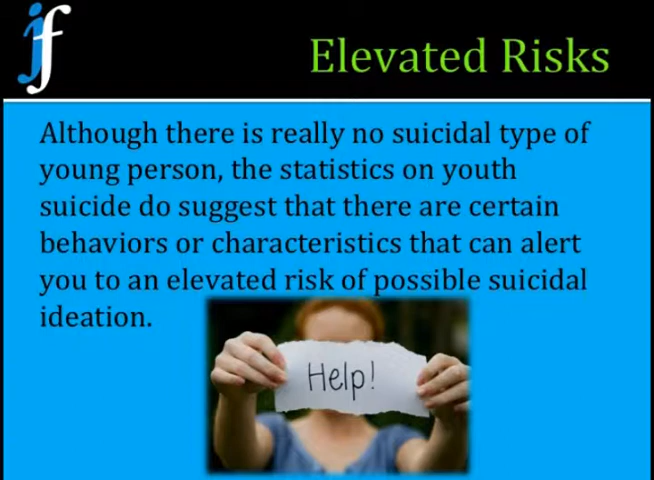 jf
Elevated Risks
Although there is really no suicidal type of
young person, the statistics on youth
suicide do suggest that there are certain
behaviors or characteristics that can alert
you to an elevated risk of possible suicidal
ideation.
Help!